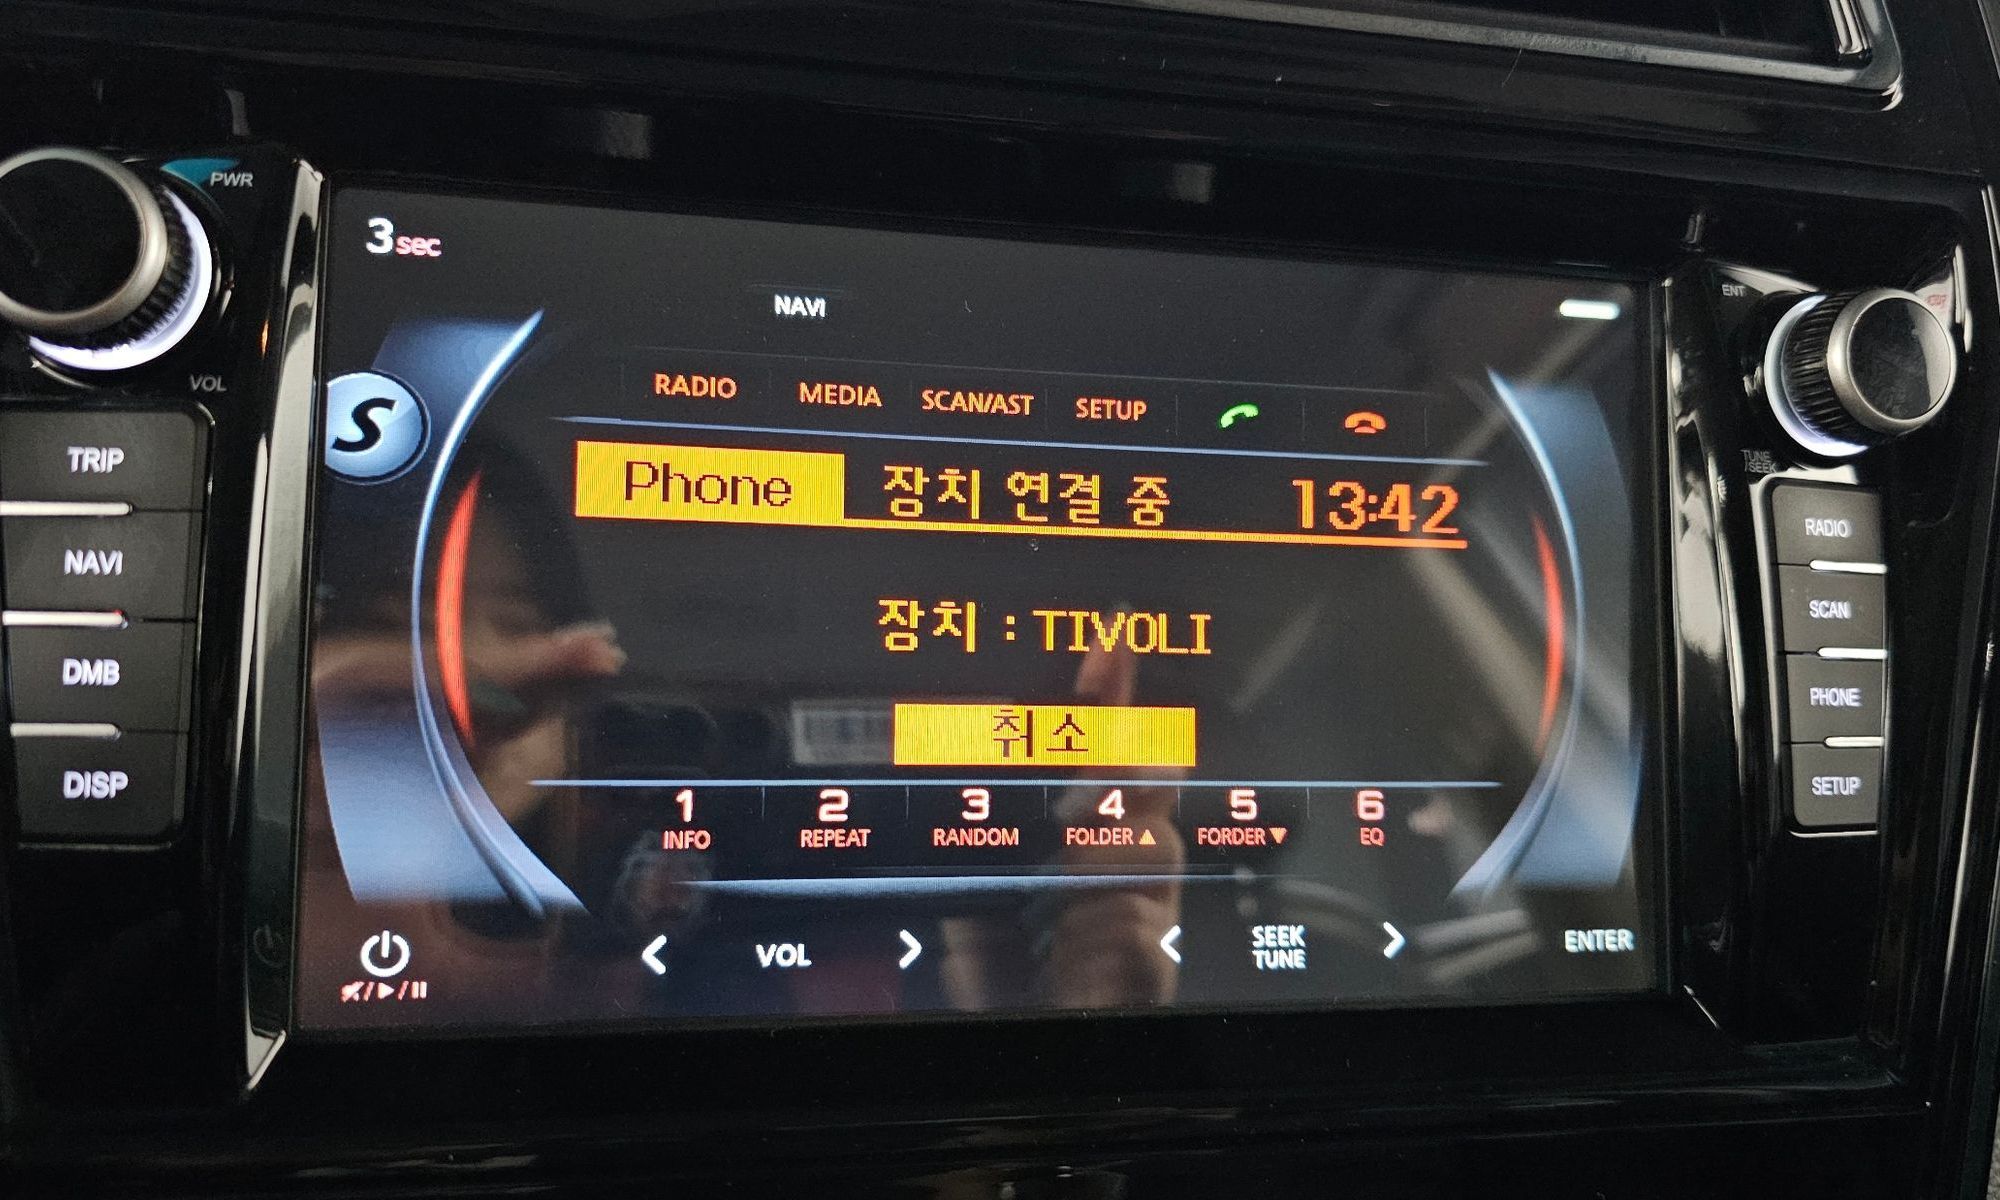 PWR
3 sec
NAVI
ENT
VOL
S
RADIO MEDIA SCAN/AST SETUP
TUNE
/SEEK
TRIP
Phone 장치 연결 중 13:42
RADIO
NAVI
SCAN
장치 : TIVOLI
DMB
PHONE
취소
DISP
SETUP
1 2 3 4 5 6
INFO REPEAT RANDOM FOLDER▲ FORDER▼ EQ
< VOL > < SEEK TUNE > ENTER